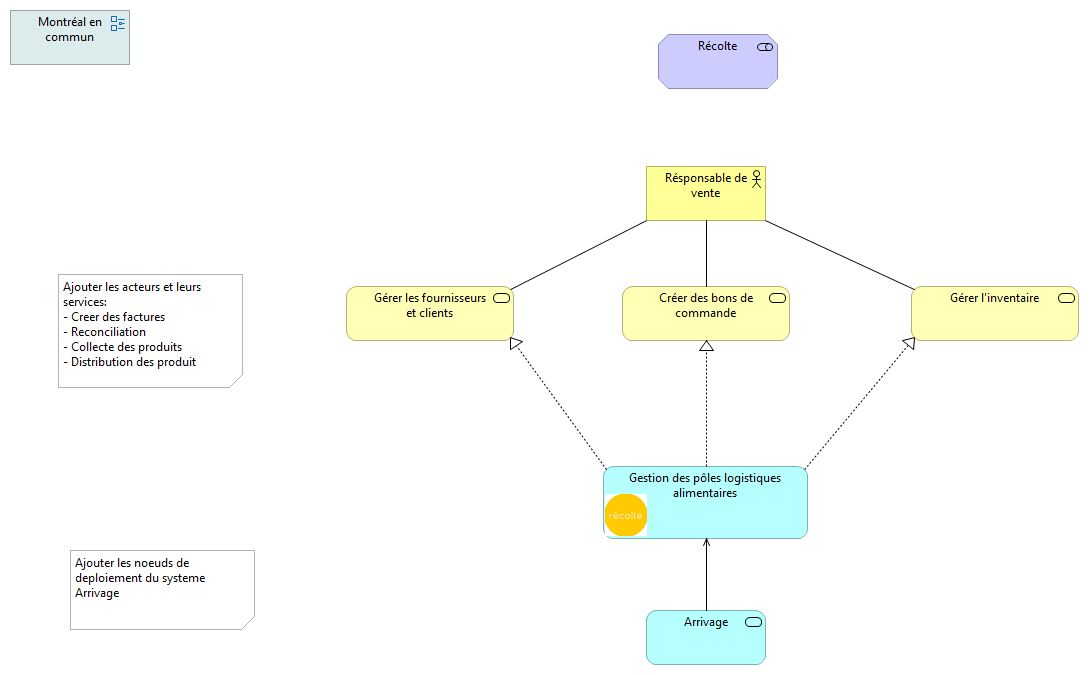 Montréal en
commun
Récolte
Résponsable de
vente
Gérer les fournisseurs
et clients
Créer des bons de
commande
Gérer l'inventaire
Ajouter les acteurs et leurs
services:
- Creer des factures
- Reconciliation
- Collecte des produits
- Distribution des produit
Gestion des pôles logistiques
alimentaires
récolte
Ajouter les noeuds de
deploiement du systeme
Arrivage
Arrivage